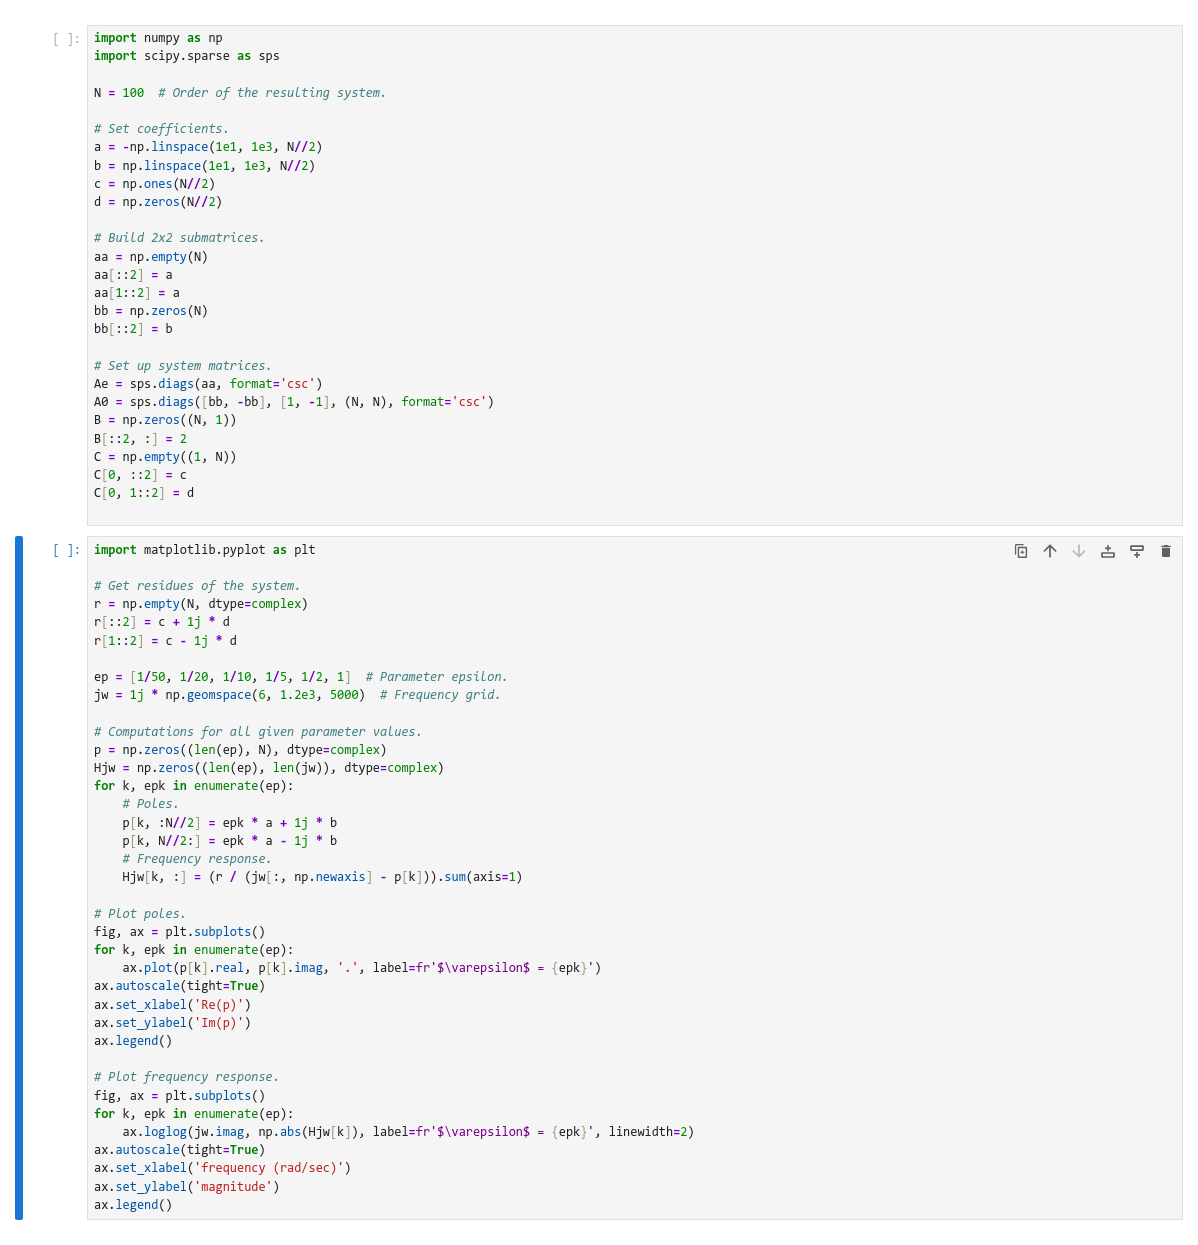 [ ]:
import numpy as np
import scipy.sparse as sps

N = 100  # Order of the resulting system.

# Set coefficients.
a = -np.linspace(1e1, 1e3, N//2)
b = np.linspace(1e1, 1e3, N//2)
c = np.ones(N//2)
d = np.zeros(N//2)

# Build 2x2 submatrices.
aa = np.empty(N)
aa[::2] = a
aa[1::2] = a
bb = np.zeros(N)
bb[::2] = b

# Set up system matrices.
Ae = sps.diags(aa, format='csc')
A0 = sps.diags([bb, -bb], [1, -1], (N, N), format='csc')
B = np.zeros((N, 1))
B[::2, :] = 2
C = np.empty((1, N))
C[0, ::2] = c
C[0, 1::2] = d

[ ]:
import matplotlib.pyplot as plt

# Get residues of the system.
r = np.empty(N, dtype=complex)
r[::2] = c + 1j * d
r[1::2] = c - 1j * d

ep = [1/50, 1/20, 1/10, 1/5, 1/2, 1]  # Parameter epsilon.
jw = 1j * np.geomspace(6, 1.2e3, 5000)  # Frequency grid.

# Computations for all given parameter values.
p = np.zeros((len(ep), N), dtype=complex)
Hjw = np.zeros((len(ep), len(jw)), dtype=complex)
for k, epk in enumerate(ep):
    # Poles.
    p[k, :N//2] = epk * a + 1j * b
    p[k, N//2:] = epk * a - 1j * b
    # Frequency response.
    Hjw[k, :] = (r / (jw[:, np.newaxis] - p[k])).sum(axis=1)

# Plot poles.
fig, ax = plt.subplots()
for k, epk in enumerate(ep):
    ax.plot(p[k].real, p[k].imag, '.', label=fr'$\varepsilon$ = {epk}')
ax.autoscale(tight=True)
ax.set_xlabel('Re(p)')
ax.set_ylabel('Im(p)')
ax.legend()

# Plot frequency response.
fig, ax = plt.subplots()
for k, epk in enumerate(ep):
    ax.loglog(jw.imag, np.abs(Hjw[k]), label=fr'$\varepsilon$ = {epk}', linewidth=2)
ax.autoscale(tight=True)
ax.set_xlabel('frequency (rad/sec)')
ax.set_ylabel('magnitude')
ax.legend()